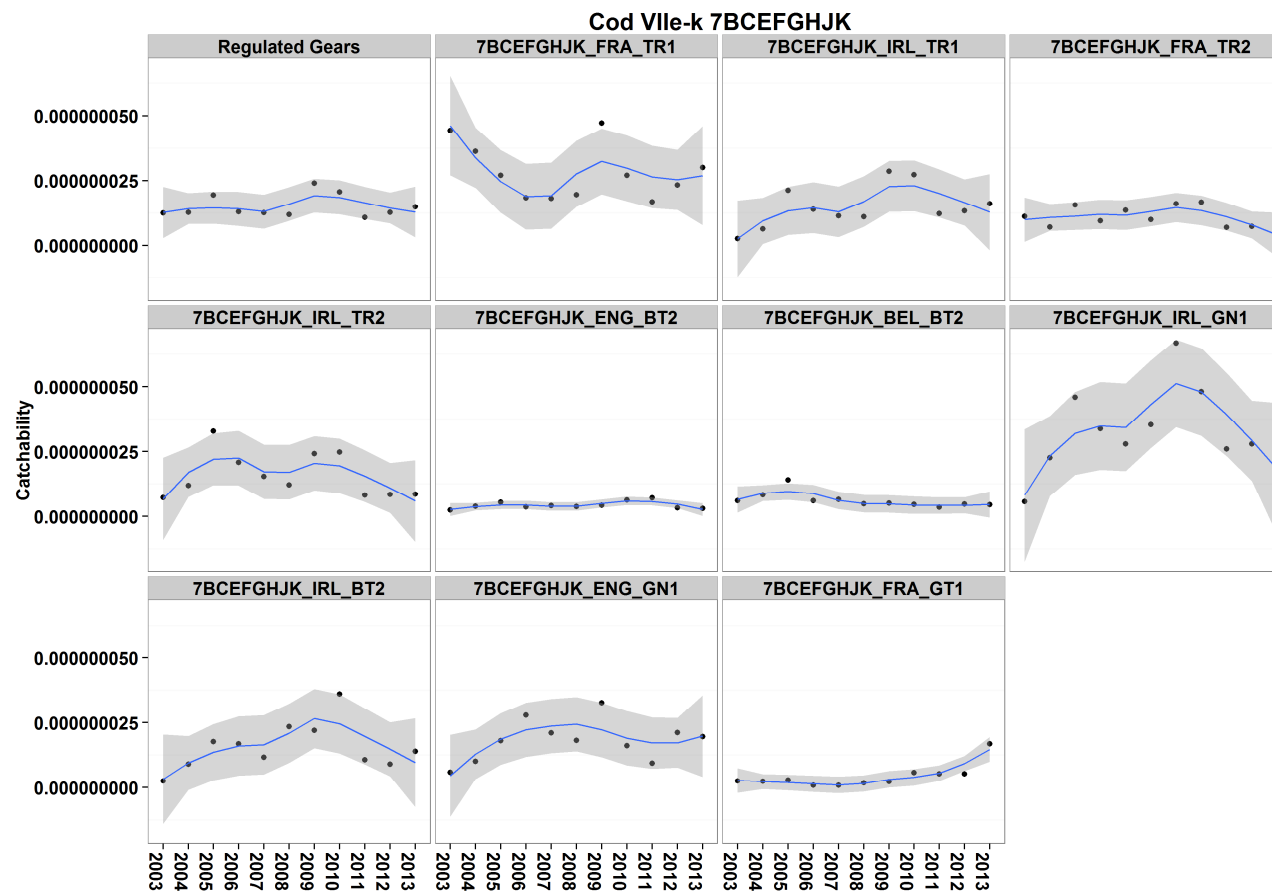 Cod VIIe-k 7BCEFGHJK
Regulated Gears
7BCEFGHJK_FRA_TR1
7BCEFGHJK_IRL_TR1
7BCEFGHJK_FRA_TR2
0.000000050
0.000000025
0.000000000
7BCEFGHJK_IRL_TR2
7BCEFGHJK_ENG_BT2
7BCEFGHJK_BEL_BT2
7BCEFGHJK_IRL_GN1
0.000000050
0.000000025
0.000000000
Catchability
7BCEFGHJK_IRL_BT2
7BCEFGHJK_ENG_GN1
7BCEFGHJK_FRA_GT1
0.000000050
0.000000025
0.000000000
2003 2004 2005 2006 2007 2008 2009 2010 2011 2012 2013
2003 2004 2005 2006 2007 2008 2009 2010 2011 2012 2013
2003 2004 2005 2006 2007 2008 2009 2010 2011 2012 2013